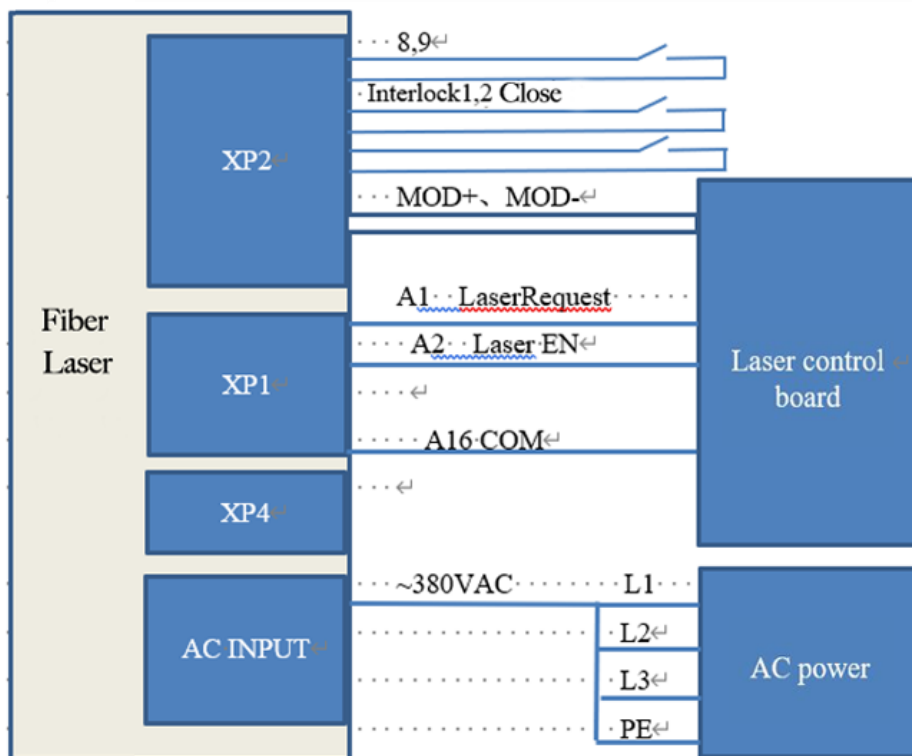 8,9
Interlock1,2 Close
XP2
MOD+、MOD-
Fiber
Laser
A1 LaserRequest
A2 Laser EN
XP1
A16 COM
Laser control
board
XP4
~380VAC L1
L2
L3
PE
AC INPUT
AC power